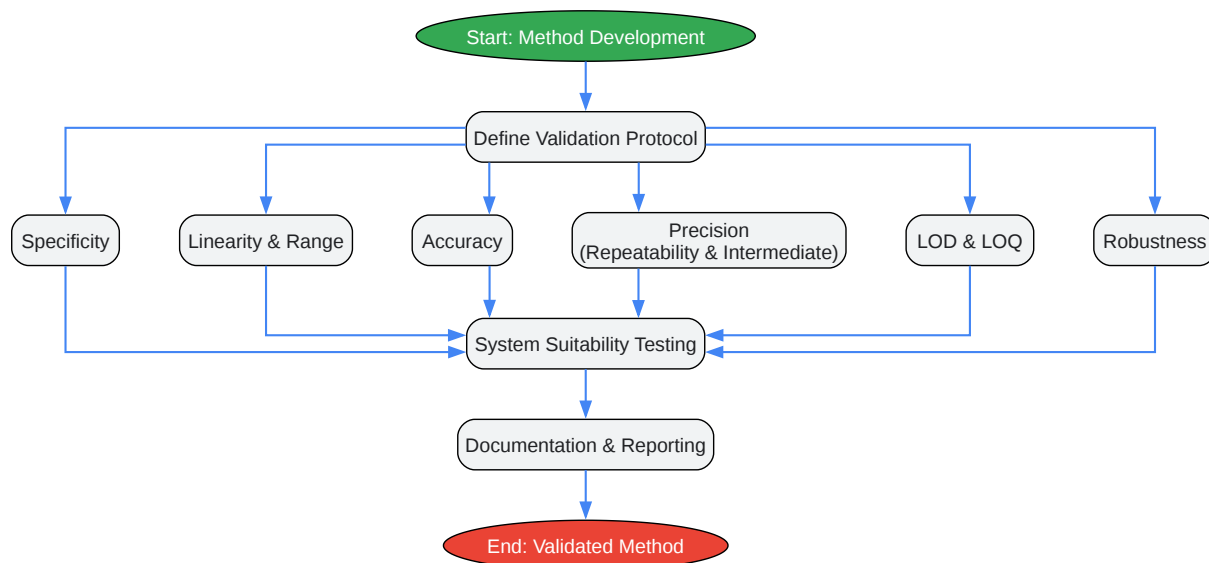 Start: Method Development
Define Validation Protocol
Specificity
Linearity & Range
Accuracy
Precision
(Repeatability & Intermediate)
LOD & LOQ
Robustness
System Suitability Testing
Documentation & Reporting
End: Validated Method